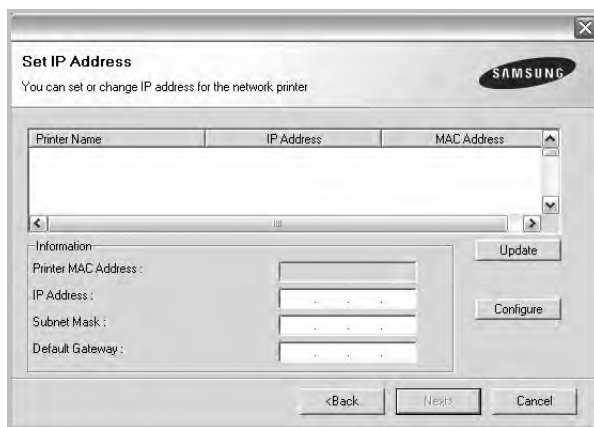 Set IP Address
You can set or change IP address for the network printer
SAMSUNG
Printer Name IP Address MAC Address
Information
Update
Printer MAC Address :
IP Address :
Configure
Subnet Mask :
Default Gateway :
<Back Next> Cancel